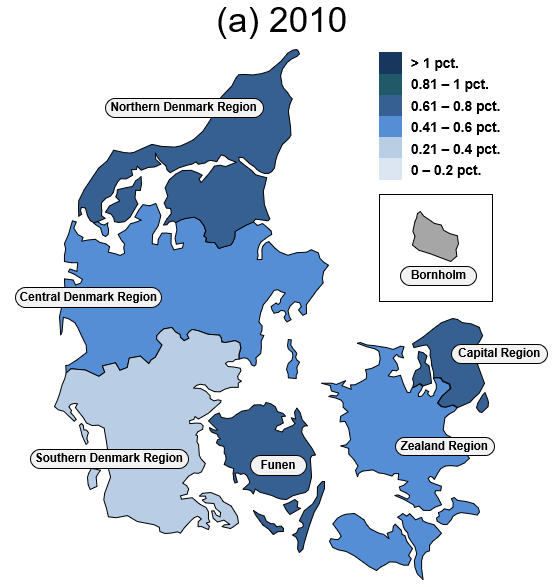 (a) 2010
> 1 pct.
0.81 – 1 pct.
0.61 – 0.8 pct.
0.41 – 0.6 pct.
0.21 – 0.4 pct.
0 – 0.2 pct.
Northern Denmark Region
Bornholm
Central Denmark Region
Capital Region
Zealand Region
Southern Denmark Region
Funen